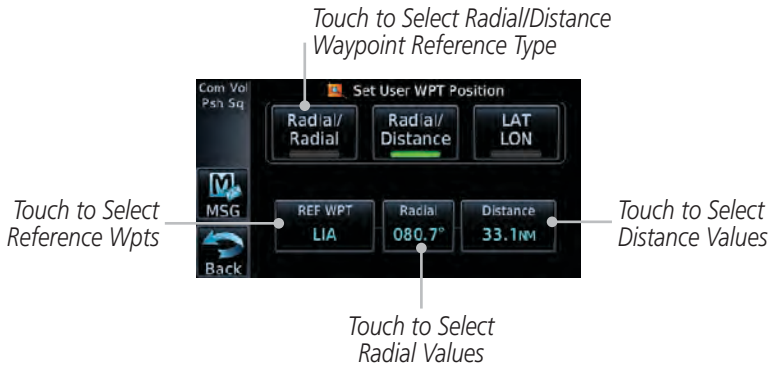 Touch to Select Radial/Distance
Waypoint Reference Type
Com Vol
Psh Sq
Set User WPT Position
Radial/
Radial
Radial/
Distance
LAT
LON
MSG
Back
REF WPT
LIA
Radial
080.7°
Distance
33.1NM
Touch to Select
Reference Wpts
Touch to Select
Distance Values
Touch to Select
Radial Values